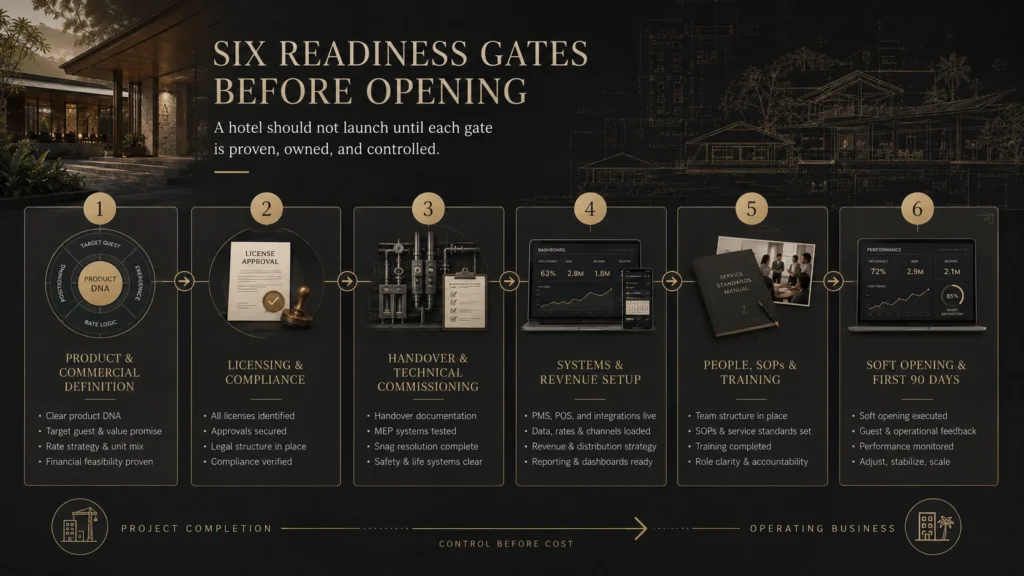 SIX READINESS GATES
BEFORE OPENING
A hotel should not launch until each gate
is proven, owned, and controlled.
1
TARGET GUEST
EXPERIENCE
RATE LOGIC
POSITIONING
PRODUCT
DNA
PRODUCT &
COMMERCIAL
DEFINITION
• Clear product DNA
• Target guest & value promise
• Rate strategy & unit mix
• Financial feasibility proven
2
LICENSE
APPROVAL
LICENSING &
COMPLIANCE
• All licenses identified
• Approvals secured
• Legal structure in place
• Compliance verified
3
HANDOVER &
TECHNICAL
COMMISSIONING
• Handover documentation
• MEP systems tested
• Snag resolution complete
• Safety & life systems clear
4
DASHBOARD
63%
2.8M
1.8M
SYSTEMS &
REVENUE SETUP
• PMS, POS, and integrations live
• Data, rates & channels loaded
• Revenue & distribution strategy
• Reporting & dashboards ready
5
SERVICE
STANDARDS
MANUAL
PEOPLE, SOPs &
TRAINING
• Team structure in place
• SOPs & service standards set
• Training completed
• Role clarity & accountability
6
PERFORMANCE
72%
2.9M
2.1M
85%
SOFT OPENING &
FIRST 90 DAYS
• Soft opening executed
• Guest & operational feedback
• Performance monitored
• Adjust, stabilize, scale
PROJECT COMPLETION
CONTROL BEFORE COST
OPERATING BUSINESS